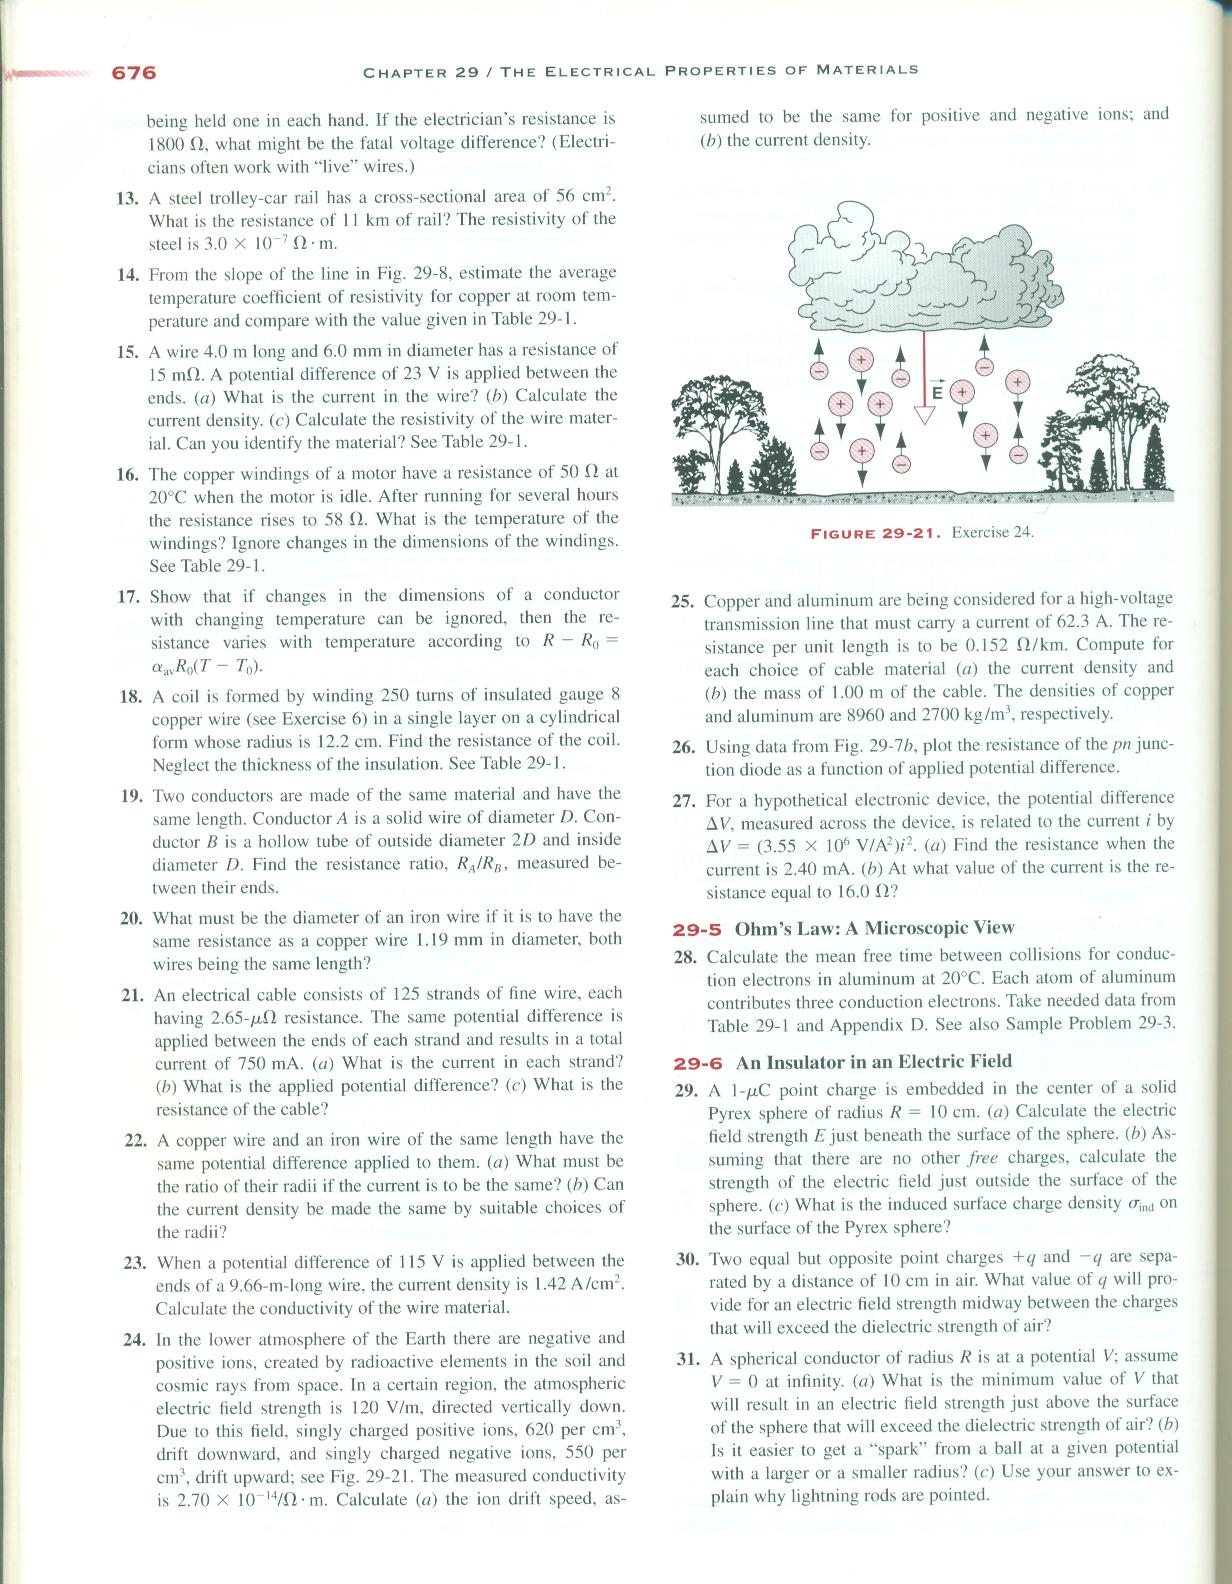 676
CHAPTER 29 / THE ELECTRICAL PROPERTIES OF MATERIALS
being held one in each hand. If the electrician's resistance is
1800 Ω, what might be the fatal voltage difference? (Electri-
cians often work with "live" wires.)
13. A steel trolley-car rail has a cross-sectional area of 56 cm².
What is the resistance of 11 km of rail? The resistivity of the
steel is 3.0 × 10⁻⁷ Ω · m.
14. From the slope of the line in Fig. 29-8, estimate the average
temperature coefficient of resistivity for copper at room tem-
perature and compare with the value given in Table 29-1.
15. A wire 4.0 m long and 6.0 mm in diameter has a resistance of
15 mΩ. A potential difference of 23 V is applied between the
ends. (a) What is the current in the wire? (b) Calculate the
current density. (c) Calculate the resistivity of the wire mater-
ial. Can you identify the material? See Table 29-1.
16. The copper windings of a motor have a resistance of 50 Ω at
20°C when the motor is idle. After running for several hours
the resistance rises to 58 Ω. What is the temperature of the
windings? Ignore changes in the dimensions of the windings.
See Table 29-1.
17. Show that if changes in the dimensions of a conductor
with changing temperature can be ignored, then the re-
sistance varies with temperature according to R − R₀ =
αₐᵥR₀(T − T₀).
18. A coil is formed by winding 250 turns of insulated gauge 8
copper wire (see Exercise 6) in a single layer on a cylindrical
form whose radius is 12.2 cm. Find the resistance of the coil.
Neglect the thickness of the insulation. See Table 29-1.
19. Two conductors are made of the same material and have the
same length. Conductor A is a solid wire of diameter D. Con-
ductor B is a hollow tube of outside diameter 2D and inside
diameter D. Find the resistance ratio, R_A/R_B, measured be-
tween their ends.
20. What must be the diameter of an iron wire if it is to have the
same resistance as a copper wire 1.19 mm in diameter, both
wires being the same length?
21. An electrical cable consists of 125 strands of fine wire, each
having 2.65-μΩ resistance. The same potential difference is
applied between the ends of each strand and results in a total
current of 750 mA. (a) What is the current in each strand?
(b) What is the applied potential difference? (c) What is the
resistance of the cable?
22. A copper wire and an iron wire of the same length have the
same potential difference applied to them. (a) What must be
the ratio of their radii if the current is to be the same? (b) Can
the current density be made the same by suitable choices of
the radii?
23. When a potential difference of 115 V is applied between the
ends of a 9.66-m-long wire, the current density is 1.42 A/cm².
Calculate the conductivity of the wire material.
24. In the lower atmosphere of the Earth there are negative and
positive ions, created by radioactive elements in the soil and
cosmic rays from space. In a certain region, the atmospheric
electric field strength is 120 V/m, directed vertically down.
Due to this field, singly charged positive ions, 620 per cm³,
drift downward, and singly charged negative ions, 550 per
cm³, drift upward; see Fig. 29-21. The measured conductivity
is 2.70 × 10⁻¹⁴/Ω · m. Calculate (a) the ion drift speed, as-
sumed to be the same for positive and negative ions; and
(b) the current density.
E
FIGURE 29-21. Exercise 24.
25. Copper and aluminum are being considered for a high-voltage
transmission line that must carry a current of 62.3 A. The re-
sistance per unit length is to be 0.152 Ω/km. Compute for
each choice of cable material (a) the current density and
(b) the mass of 1.00 m of the cable. The densities of copper
and aluminum are 8960 and 2700 kg/m³, respectively.
26. Using data from Fig. 29-7b, plot the resistance of the pn junc-
tion diode as a function of applied potential difference.
27. For a hypothetical electronic device, the potential difference
ΔV, measured across the device, is related to the current i by
ΔV = (3.55 × 10⁶ V/A²)i². (a) Find the resistance when the
current is 2.40 mA. (b) At what value of the current is the re-
sistance equal to 16.0 Ω?
29-5 Ohm's Law: A Microscopic View
28. Calculate the mean free time between collisions for conduc-
tion electrons in aluminum at 20°C. Each atom of aluminum
contributes three conduction electrons. Take needed data from
Table 29-1 and Appendix D. See also Sample Problem 29-3.
29-6 An Insulator in an Electric Field
29. A 1-μC point charge is embedded in the center of a solid
Pyrex sphere of radius R = 10 cm. (a) Calculate the electric
field strength E just beneath the surface of the sphere. (b) As-
suming that there are no other free charges, calculate the
strength of the electric field just outside the surface of the
sphere. (c) What is the induced surface charge density σ_ind on
the surface of the Pyrex sphere?
30. Two equal but opposite point charges +q and −q are sepa-
rated by a distance of 10 cm in air. What value of q will pro-
vide for an electric field strength midway between the charges
that will exceed the dielectric strength of air?
31. A spherical conductor of radius R is at a potential V; assume
V = 0 at infinity. (a) What is the minimum value of V that
will result in an electric field strength just above the surface
of the sphere that will exceed the dielectric strength of air? (b)
Is it easier to get a "spark" from a ball at a given potential
with a larger or a smaller radius? (c) Use your answer to ex-
plain why lightning rods are pointed.